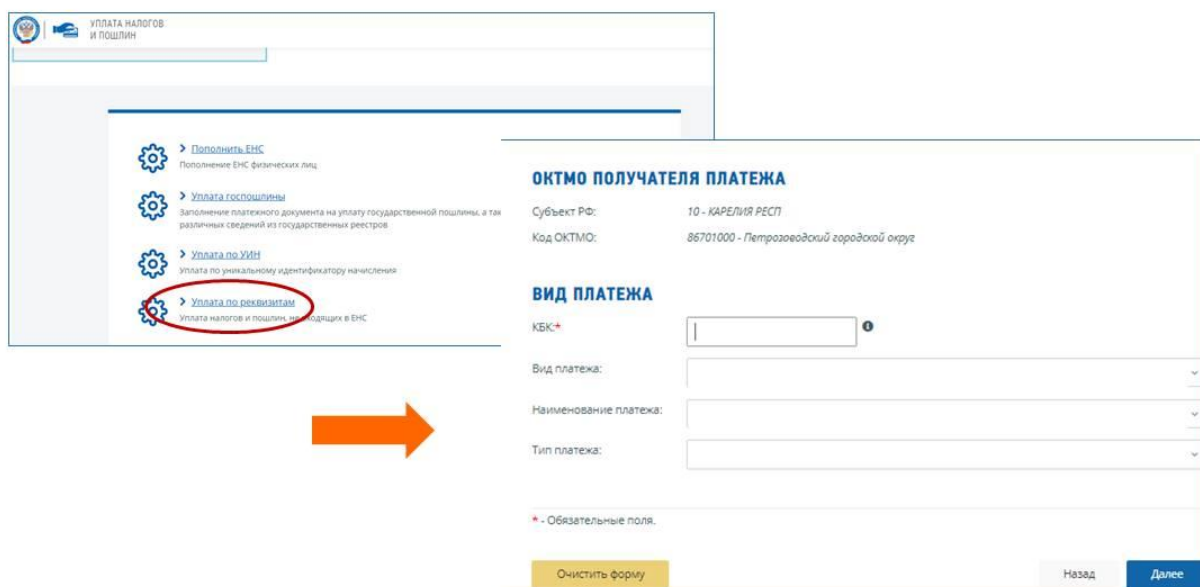 УПЛАТА НАЛОГОВ
И ПОШЛИН
Пополнить ЕНС
Пополнение ЕНС физических лиц
Уплата госпошлины
Заполнение платежного документа на уплату государственной пошлины, а так
различных сведений из государственных реестров
Уплата по УИН
Уплата по уникальному идентификатору начисления
Уплата по реквизитам
Уплата налогов и пошлин, не входящих в ЕНС
ОКТМО ПОЛУЧАТЕЛЯ ПЛАТЕЖА
Субъект РФ: 10 - КАРЕЛИЯ РЕСП
Код ОКТМО: 86701000 - Петрозаводский городской округ
ВИД ПЛАТЕЖА
КБК:*
Вид платежа:
Наименование платежа:
Тип платежа:
* - Обязательные поля.
Очистить форму Назад Далее